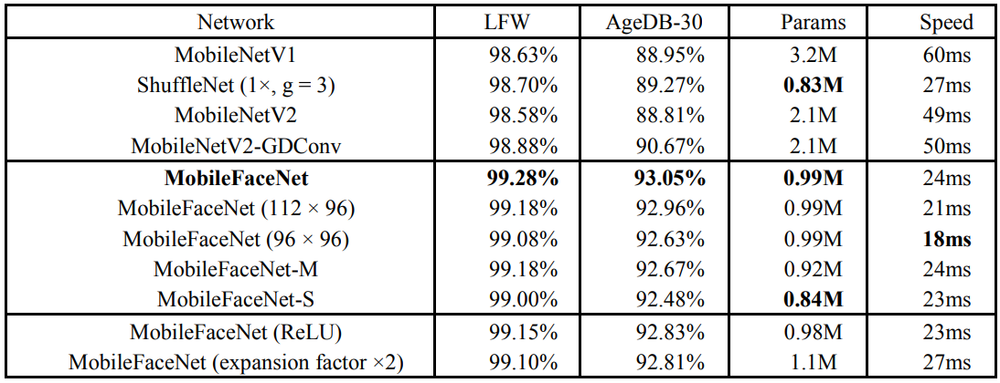 Network LFW AgeDB-30 Params Speed
MobileNetV1 98.63% 88.95% 3.2M 60ms
ShuffleNet (1×, g = 3) 98.70% 89.27% 0.83M 27ms
MobileNetV2 98.58% 88.81% 2.1M 49ms
MobileNetV2-GDConv 98.88% 90.67% 2.1M 50ms
MobileFaceNet 99.28% 93.05% 0.99M 24ms
MobileFaceNet (112 × 96) 99.18% 92.96% 0.99M 21ms
MobileFaceNet (96 × 96) 99.08% 92.63% 0.99M 18ms
MobileFaceNet-M 99.18% 92.67% 0.92M 24ms
MobileFaceNet-S 99.00% 92.48% 0.84M 23ms
MobileFaceNet (ReLU) 99.15% 92.83% 0.98M 23ms
MobileFaceNet (expansion factor ×2) 99.10% 92.81% 1.1M 27ms